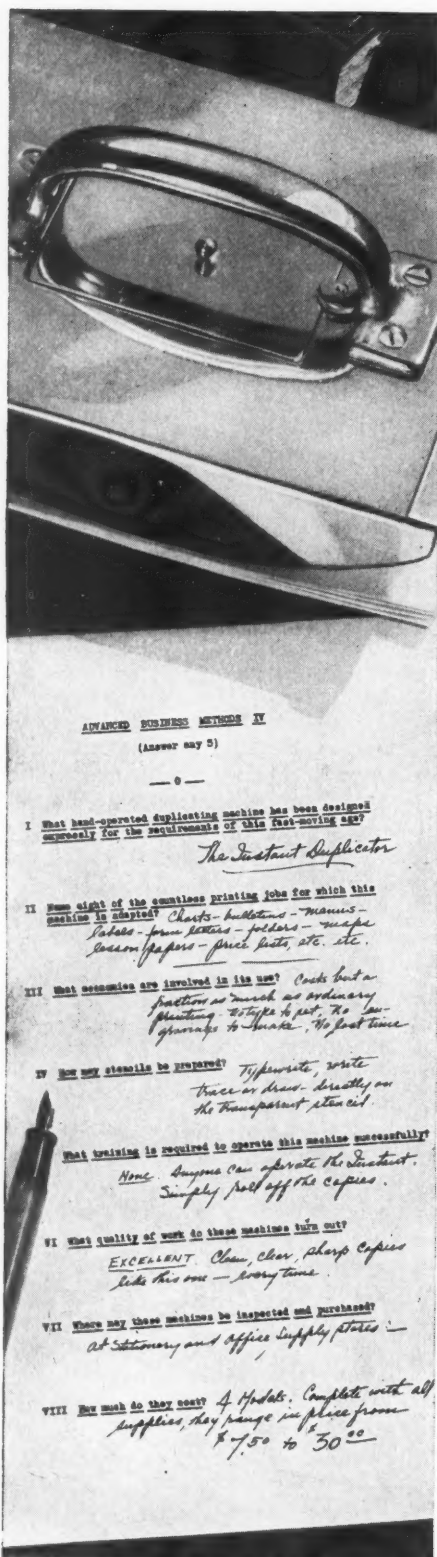 ADVANCED BUSINESS METHODS IV
(Answer any 5)
— 0 —
I What hand-operated duplicating machine has been designed
expressly for the requirements of this fast-moving age?
The Instant Duplicator
II Name eight of the countless printing jobs for which this
machine is adapted? Charts - bulletins - menus -
labels - form letters - folders - maps
lesson papers - price lists, etc. etc.
III What economies are involved in its use? Costs but a
fraction as much as ordinary
printing. No type to set, No en-
gravings to make. No lost time
IV How may stencils be prepared? Typewrite, write
trace or draw - directly on
the transparent stencil.
What training is required to operate this machine successfully?
None. Anyone can operate the Instant.
Simply roll off the copies.
VI What quality of work do these machines turn out?
EXCELLENT. Clean, clear, sharp copies
like this one — every time.
VII Where may these machines be inspected and purchased?
At Stationery and Office Supply stores —
VIII How much do they cost? 4 Models. Complete with all
supplies, they range in price from
$7.50 to $30.00